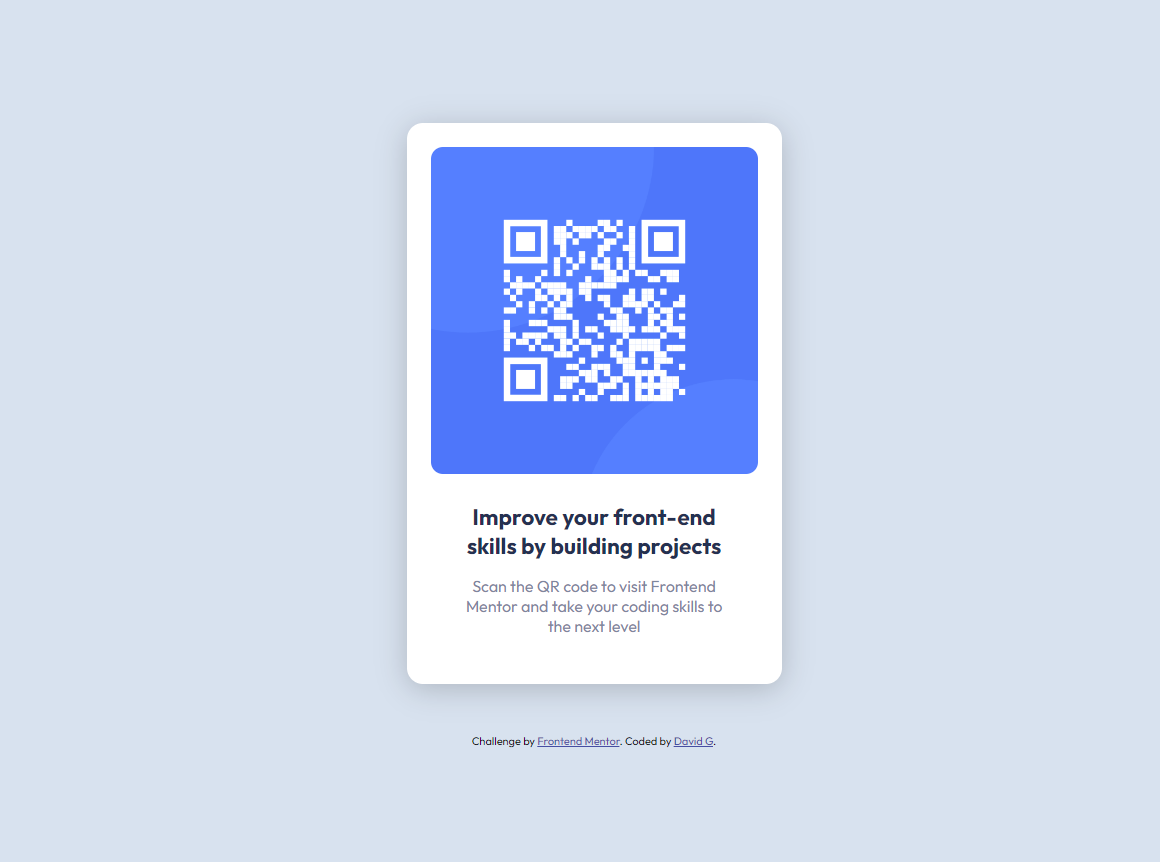 Improve your front-end
skills by building projects
Scan the QR code to visit Frontend
Mentor and take your coding skills to
the next level
Challenge by Frontend Mentor. Coded by David G.